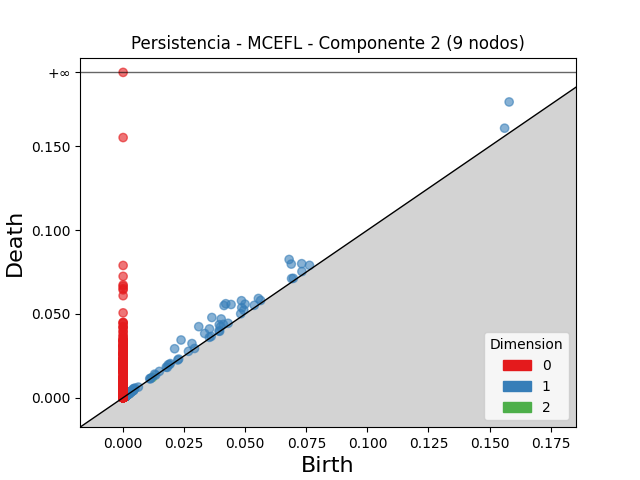 Persistencia - MCEFL - Componente 2 (9 nodos)
+∞
0.150
0.100
0.050
0.000
Death
0.000 0.025 0.050 0.075 0.100 0.125 0.150 0.175
Birth
Dimension
0
1
2